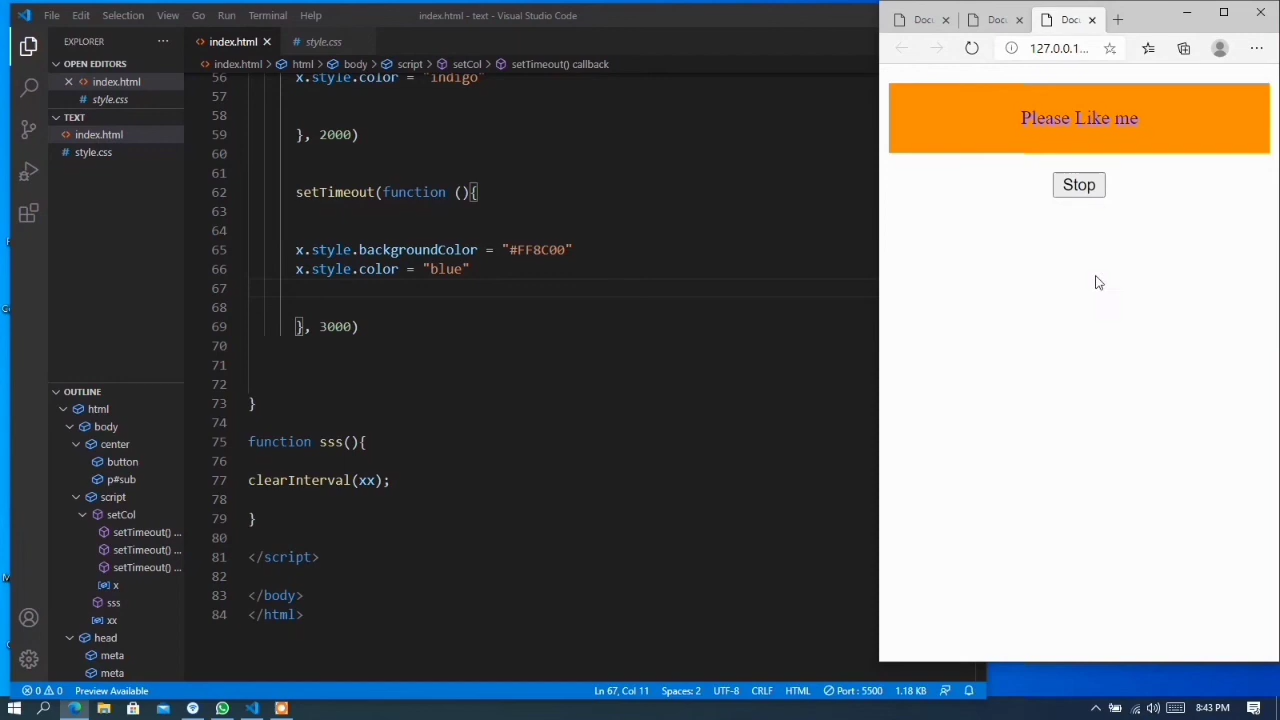 File Edit Selection View Go Run Terminal Help
index.html - text - Visual Studio Code
EXPLORER
OPEN EDITORS
index.html
style.css
TEXT
index.html
style.css
OUTLINE
html
body
center
button
p#sub
script
setCol
setTimeout() ...
setTimeout() ...
setTimeout() ...
x
sss
xx
head
meta
meta
index.html style.css
index.html > html > body > script > setCol > setTimeout() callback
56 x.style.color = "indigo"
57
58
59 }, 2000)
60
61
62 setTimeout(function (){
63
64
65 x.style.backgroundColor = "#FF8C00"
66 x.style.color = "blue"
67
68
69 }, 3000)
70
71
72
73 }
74
75 function sss(){
76
77 clearInterval(xx);
78
79 }
80
81 </script>
82
83 </body>
84 </html>
Docu Docu Docu
127.0.0.1...
Please Like me
Stop
0 0 Preview Available Ln 67, Col 11 Spaces: 2 UTF-8 CRLF HTML Port : 5500 1.18 KB
8:43 PM